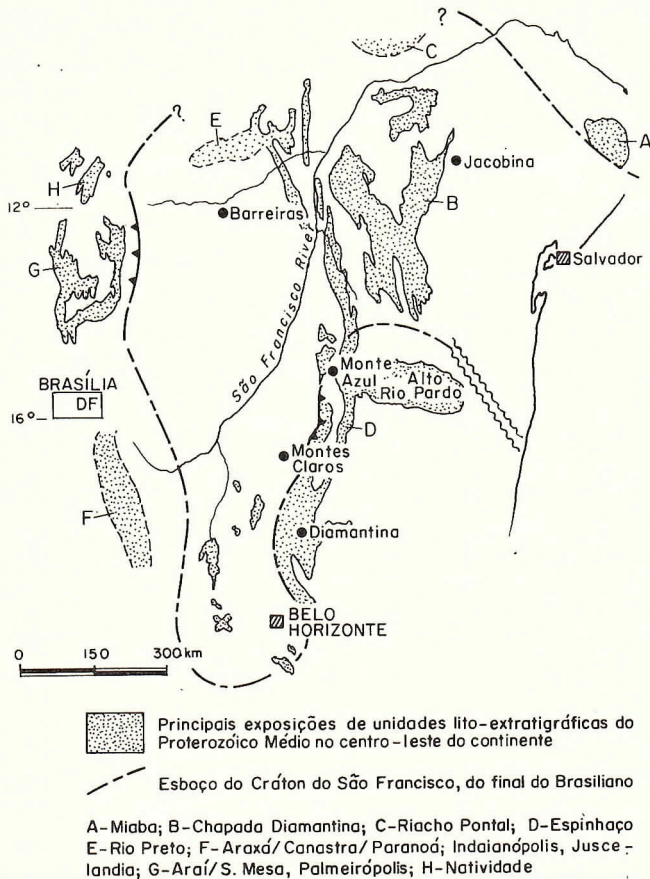 ?
C
?
E
A
H
Jacobina
12°
Barreiras
B
G
São Francisco River
Salvador
BRASÍLIA
DF
Monte
Azul
Alto
Rio Pardo
16°
D
Montes
Claros
F
Diamantina
BELO
HORIZONTE
0 150 300 km
Principais exposições de unidades lito-extratigráficas do
Proterozóico Médio no centro-leste do continente
Esboço do Cráton do São Francisco, do final do Brasiliano
A-Miaba; B-Chapada Diamantina; C-Riacho Pontal; D-Espinhaço
E-Rio Preto; F-Araxá/Canastra/Paranoá; Indaianópolis, Jusce-
landia; G-Araí/S. Mesa, Palmeirópolis; H-Natividade